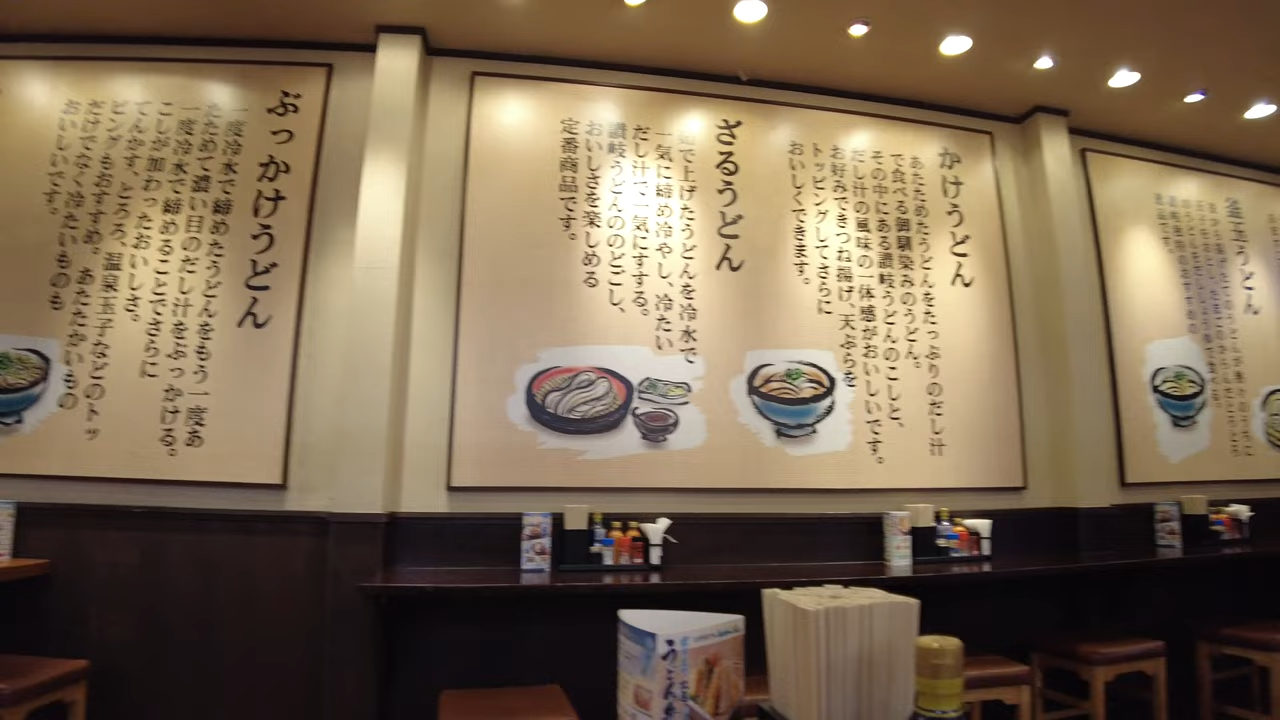 かけうどん
あたためたうどんをたっぷりのだし汁
で食べる御馴染みのうどん。
その中にある讃岐うどんのこしと、
だし汁の風味の一体感がおいしいです。
お好みできつね揚げ、天ぷらを
トッピングしてさらに
おいしくできます。
ざるうどん
茹で上げたうどんを冷水で
一気に締め冷やし、冷たい
だし汁で一気にすする。
讃岐うどんののどごし、
おいしさを楽しめる
定番商品です。
ぶっかけうどん
一度冷水で締めたうどんをもう一度あ
たためて濃い目のだし汁をぶっかける。
一度冷水で締めることでさらに
こしが加わったおいしさ。
てんかす、とろろ、温泉玉子などのトッ
ピングもおすすめ。あたたかいもの
だけでなく冷たいものも
おいしいです。
釜玉うどん
うどん